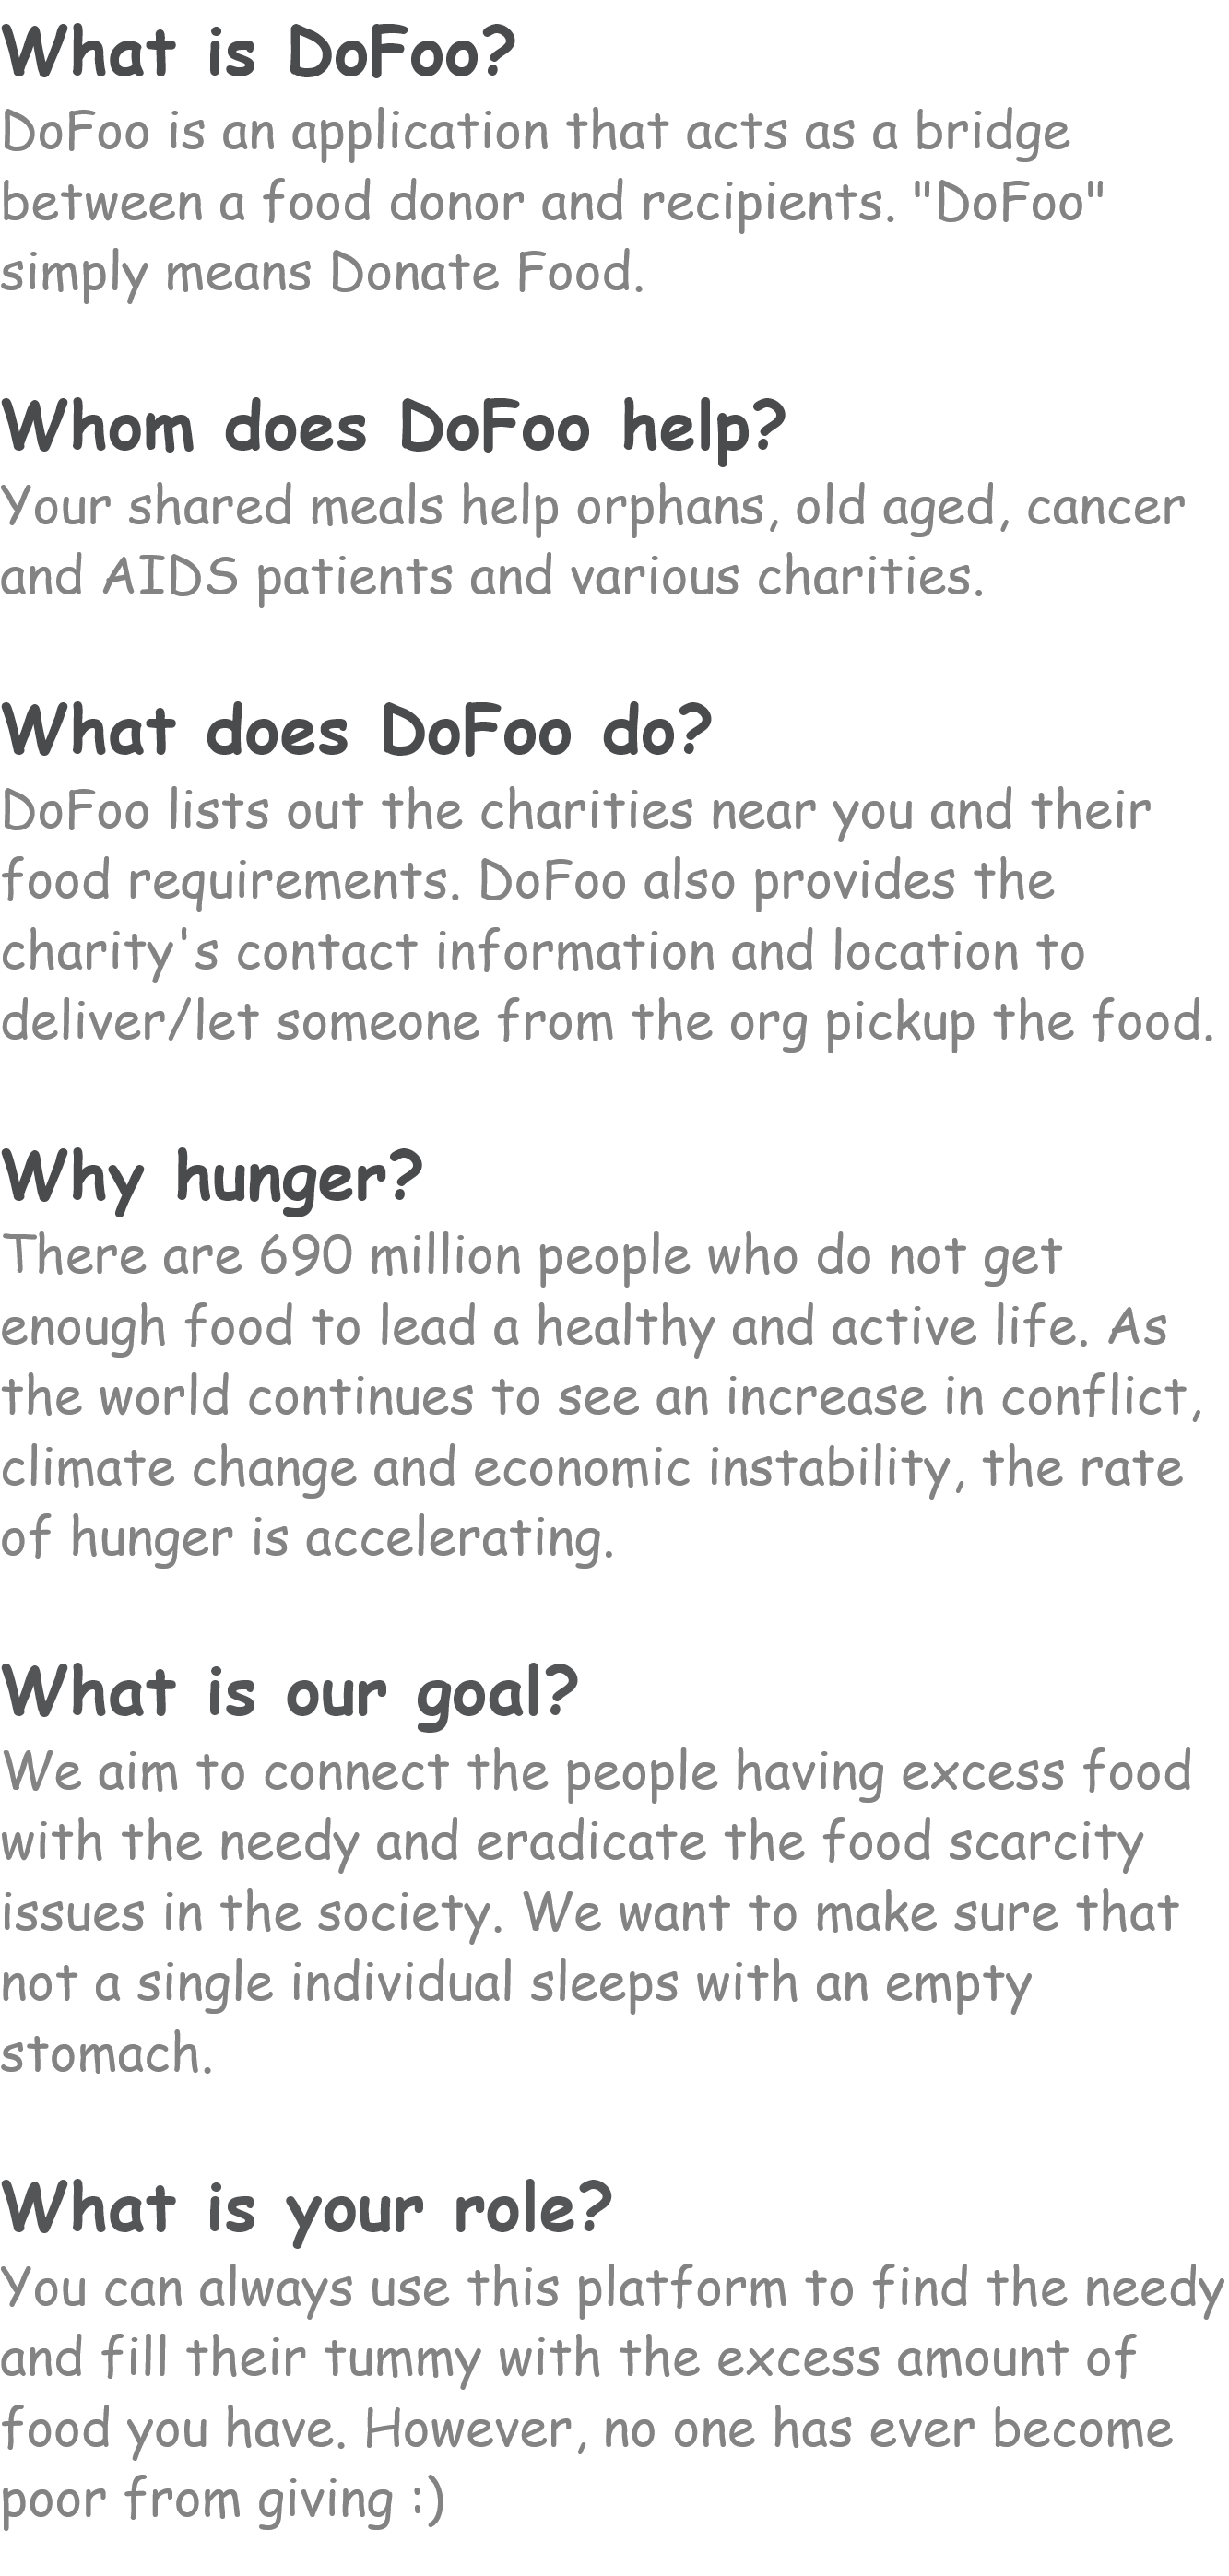 What is DoFoo?
DoFoo is an application that acts as a bridge
between a food donor and recipients. "DoFoo"
simply means Donate Food.
Whom does DoFoo help?
Your shared meals help orphans, old aged, cancer
and AIDS patients and various charities.
What does DoFoo do?
DoFoo lists out the charities near you and their
food requirements. DoFoo also provides the
charity's contact information and location to
deliver/let someone from the org pickup the food.
Why hunger?
There are 690 million people who do not get
enough food to lead a healthy and active life. As
the world continues to see an increase in conflict,
climate change and economic instability, the rate
of hunger is accelerating.
What is our goal?
We aim to connect the people having excess food
with the needy and eradicate the food scarcity
issues in the society. We want to make sure that
not a single individual sleeps with an empty
stomach.
What is your role?
You can always use this platform to find the needy
and fill their tummy with the excess amount of
food you have. However, no one has ever become
poor from giving :)